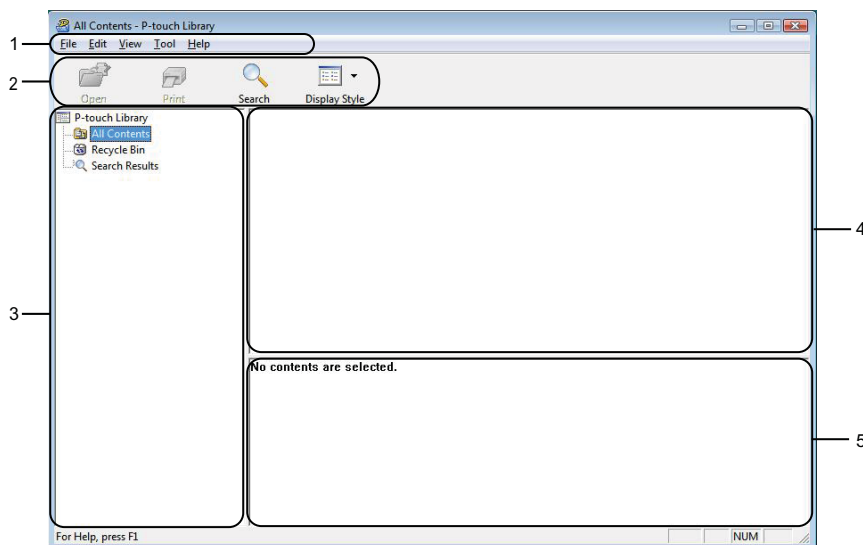 All Contents - P-touch Library
1
File Edit View Tool Help
2
Open Print Search Display Style
P-touch Library
All Contents
Recycle Bin
Search Results
4
3
No contents are selected.
5
For Help, press F1 NUM